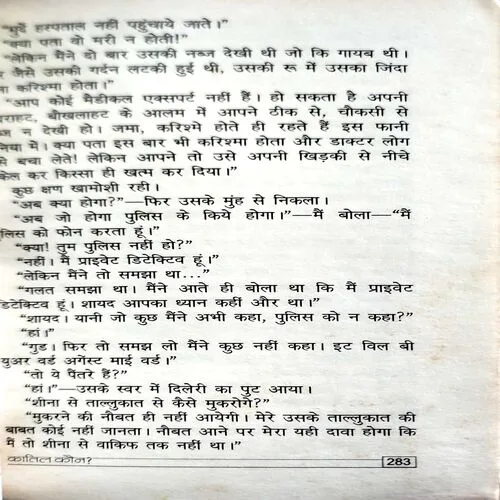 "मुर्दे हस्पताल नहीं पहुंचाये जाते।"
"क्या पता वो मरी न होती!"
"लेकिन मैंने दो बार उसकी नब्ज देखी थी जो कि गायब थी।
जैसे उसकी गर्दन लटकी हुई थी, उसकी रू में उसका जिंदा
करिश्मा होता।"
"आप कोई मैडीकल एक्सपर्ट नहीं हैं। हो सकता है अपनी
राहट, बौखलाहट के आलम में आपने ठीक से, चौकसी से
ज न देखी हो। जमा, करिश्मे होते ही रहते हैं इस फानी
निया में। क्या पता इस बार भी करिश्मा होता और डाक्टर लोग
से बचा लेते! लेकिन आपने तो उसे अपनी खिड़की से नीचे
केल कर किस्सा ही खत्म कर दिया।"
कुछ क्षण खामोशी रही।
"अब क्या होगा?"—फिर उसके मुंह से निकला।
"अब जो होगा पुलिस के किये होगा।"—मैं बोला—"मैं
लिस को फोन करता हूं।"
"क्या! तुम पुलिस नहीं हो?"
"नहीं। मैं प्राइवेट डिटेक्टिव हूं।"
"लेकिन मैंने तो समझा था..."
"गलत समझा था। मैंने आते ही बोला था कि मैं प्राइवेट
डिटेक्टिव हूं। शायद आपका ध्यान कहीं और था।"
"शायद। यानी जो कुछ मैंने अभी कहा, पुलिस को न कहा?"
"हां।"
"गुड। फिर तो समझ लो मैंने कुछ नहीं कहा। इट विल बी
युअर वर्ड अगेंस्ट माई वर्ड।"
"तो ये पैंतरे हैं?"
"हां।"—उसके स्वर में दिलेरी का पुट आया।
"शीना से ताल्लुकात से कैसे मुकरोगे?"
"मुकरने की नौबत ही नहीं आयेगी। मेरे उसके ताल्लुकात की
बाबत कोई नहीं जानता। नौबत आने पर मेरा यही दावा होगा कि
मैं तो शीना से वाकिफ तक नहीं था।"
कातिल कौन? 283